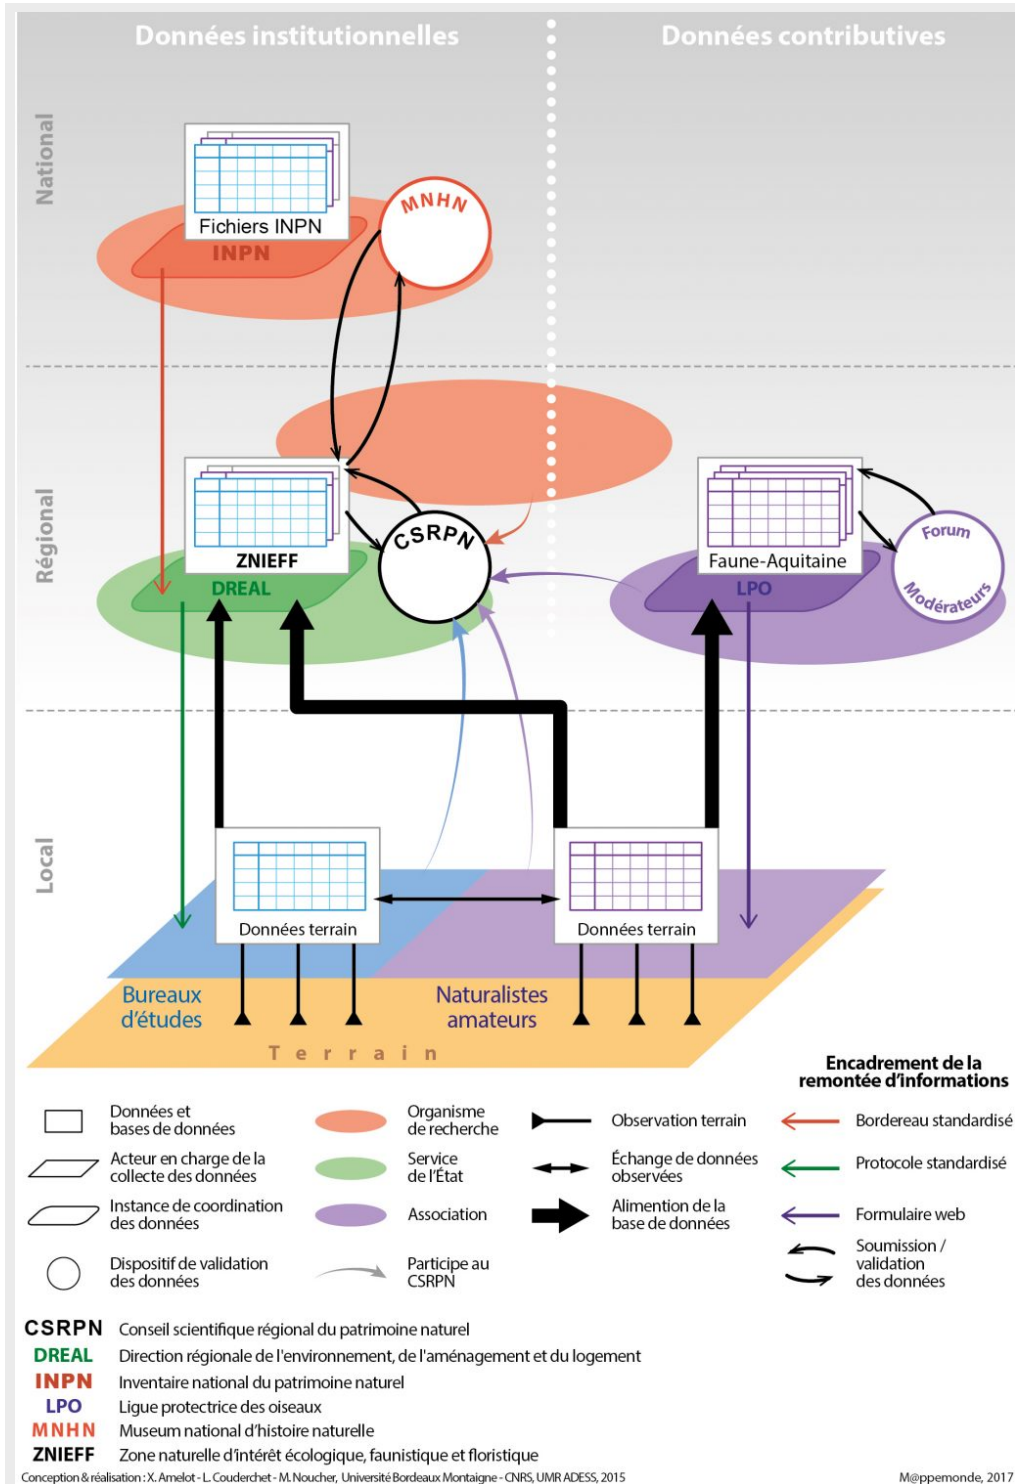 Données institutionnelles
Données contributives
National
Fichiers INPN
INPN
MNHN
Régional
ZNIEFF
DREAL
CSRPN
Faune-Aquitaine
LPO
Forum
Modérateurs
Local
Données terrain
Données terrain
Bureaux
d'études
Naturalistes
amateurs
Terrain
Encadrement de la
remontée d'informations
Données et
bases de données
Organisme
de recherche
Observation terrain
Bordereau standardisé
Acteur en charge de la
collecte des données
Service
de l'État
Échange de données
observées
Protocole standardisé
Instance de coordination
des données
Association
Alimention de la
base de données
Formulaire web
Dispositif de validation
des données
Participe au
CSRPN
Soumission /
validation
des données
CSRPN Conseil scientifique régional du patrimoine naturel
DREAL Direction régionale de l'environnement, de l'aménagement et du logement
INPN Inventaire national du patrimoine naturel
LPO Ligue protectrice des oiseaux
MNHN Museum national d'histoire naturelle
ZNIEFF Zone naturelle d'intérêt écologique, faunistique et floristique
Conception & réalisation : X. Amelot - L. Couderchet - M. Noucher, Université Bordeaux Montaigne - CNRS, UMR ADESS, 2015
M@ppemonde, 2017